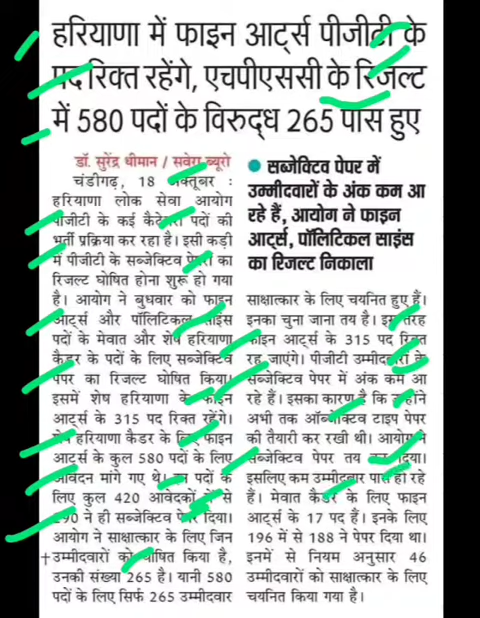 हरियाणा में फाइन आर्ट्स पीजीटी के
पद रिक्त रहेंगे, एचपीएससी के रिजल्ट
में 580 पदों के विरुद्ध 265 पास हुए
डॉ. सुरेंद्र धीमान / सवेरा ब्यूरो
चंडीगढ़, 18 अक्तूबर :
हरियाणा लोक सेवा आयोग
पीजीटी के कई कैटेगरी पदों की
भर्ती प्रक्रिया कर रहा है। इसी कड़ी
में पीजीटी के सब्जेक्टिव पेपरों का
रिजल्ट घोषित होना शुरू हो गया
है। आयोग ने बुधवार को फाइन
आर्ट्स और पॉलिटिकल साइंस
पदों के मेवात और शेष हरियाणा
कैडर के पदों के लिए सब्जेक्टिव
पेपर का रिजल्ट घोषित किया।
इसमें शेष हरियाणा के फाइन
आर्ट्स के 315 पद रिक्त रहेंगे।
शेष हरियाणा कैडर के लिए फाइन
आर्ट्स के कुल 580 पदों के लिए
आवेदन मांगे गए थे। इन पदों के
लिए कुल 420 आवेदकों में से
290 ने ही सब्जेक्टिव पेपर दिया।
आयोग ने साक्षात्कार के लिए जिन
उम्मीदवारों को घोषित किया है,
उनकी संख्या 265 है। यानी 580
पदों के लिए सिर्फ 265 उम्मीदवार
सब्जेक्टिव पेपर में
उम्मीदवारों के अंक कम आ
रहे हैं, आयोग ने फाइन
आर्ट्स, पॉलिटिकल साइंस
का रिजल्ट निकाला
साक्षात्कार के लिए चयनित हुए हैं।
इनका चुना जाना तय है। इस तरह
फाइन आर्ट्स के 315 पद रिक्त
रह जाएंगे। पीजीटी उम्मीदवारों के
सब्जेक्टिव पेपर में अंक कम आ
रहे हैं। इसका कारण है कि उन्होंने
अभी तक ऑब्जेक्टिव टाइप पेपर
की तैयारी कर रखी थी। आयोग ने
सब्जेक्टिव पेपर तय कर दिया।
इसलिए कम उम्मीदवार पास हो रहे
हैं। मेवात कैडर के लिए फाइन
आर्ट्स के 17 पद हैं। इनके लिए
196 में से 188 ने पेपर दिया था।
इनमें से नियम अनुसार 46
उम्मीदवारों को साक्षात्कार के लिए
चयनित किया गया है।